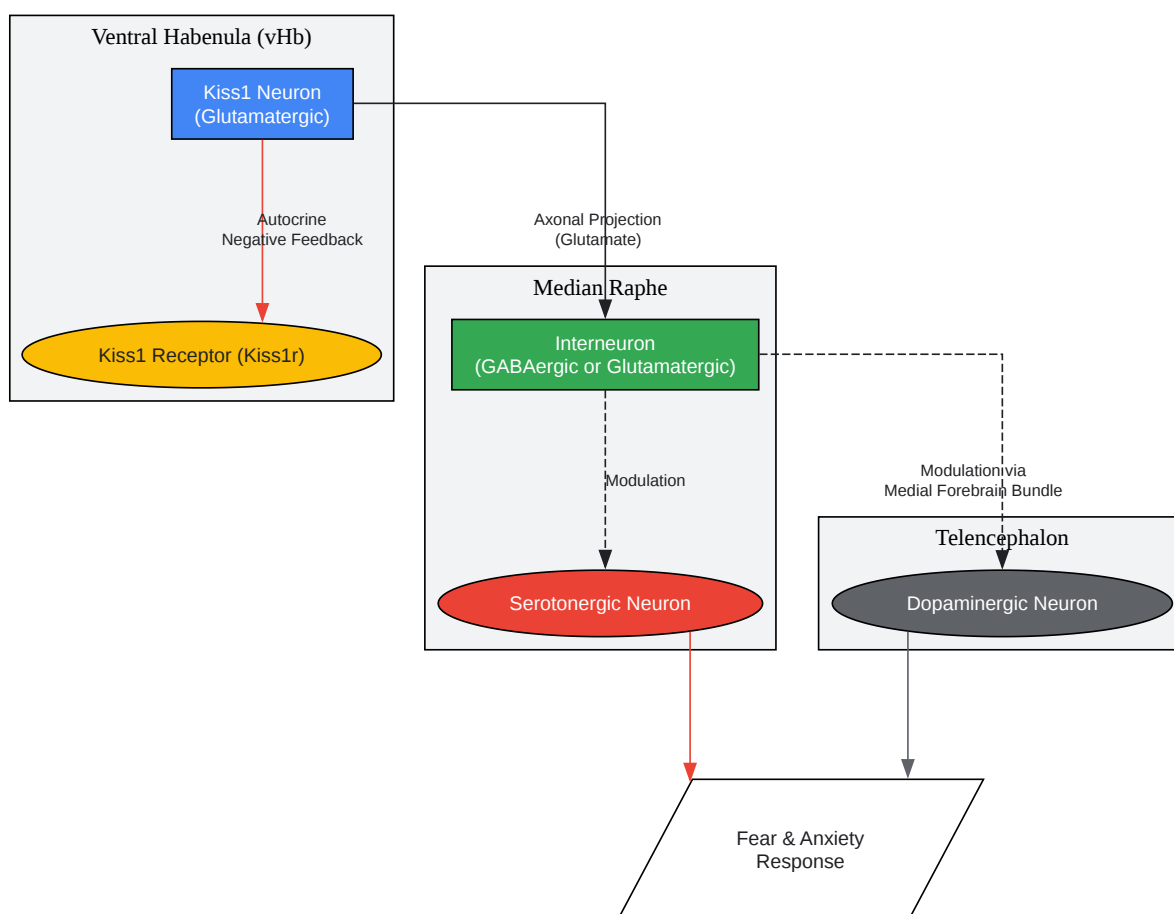 Ventral Habenula (vHb)
Kiss1 Neuron
(Glutamatergic)
Autocrine
Negative Feedback
Axonal Projection
(Glutamate)
Kiss1 Receptor (Kiss1r)
Median Raphe
Interneuron
(GABAergic or Glutamatergic)
Modulation
Modulation via
Medial Forebrain Bundle
Telencephalon
Serotonergic Neuron
Dopaminergic Neuron
Fear & Anxiety
Response